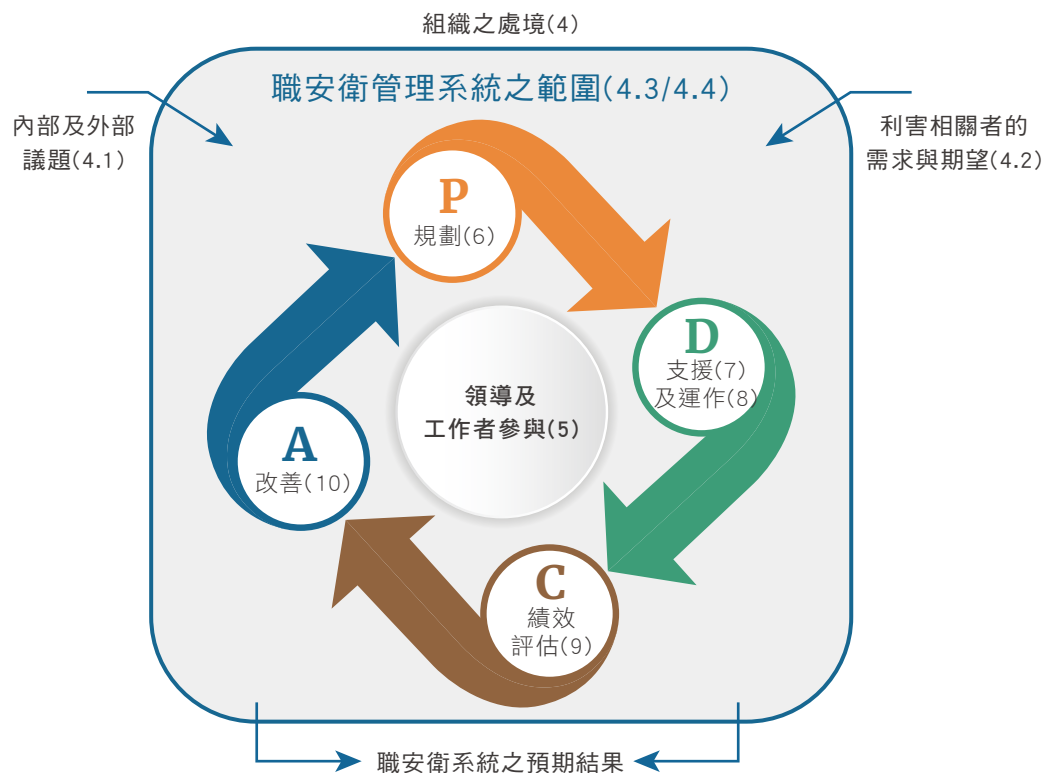 組織之處境(4)
職安衛管理系統之範圍(4.3/4.4)
內部及外部
議題(4.1)
利害相關者的
需求與期望(4.2)
P
規劃(6)
D
支援(7)
及運作(8)
領導及
工作者參與(5)
A
改善(10)
C
績效
評估(9)
職安衛系統之預期結果